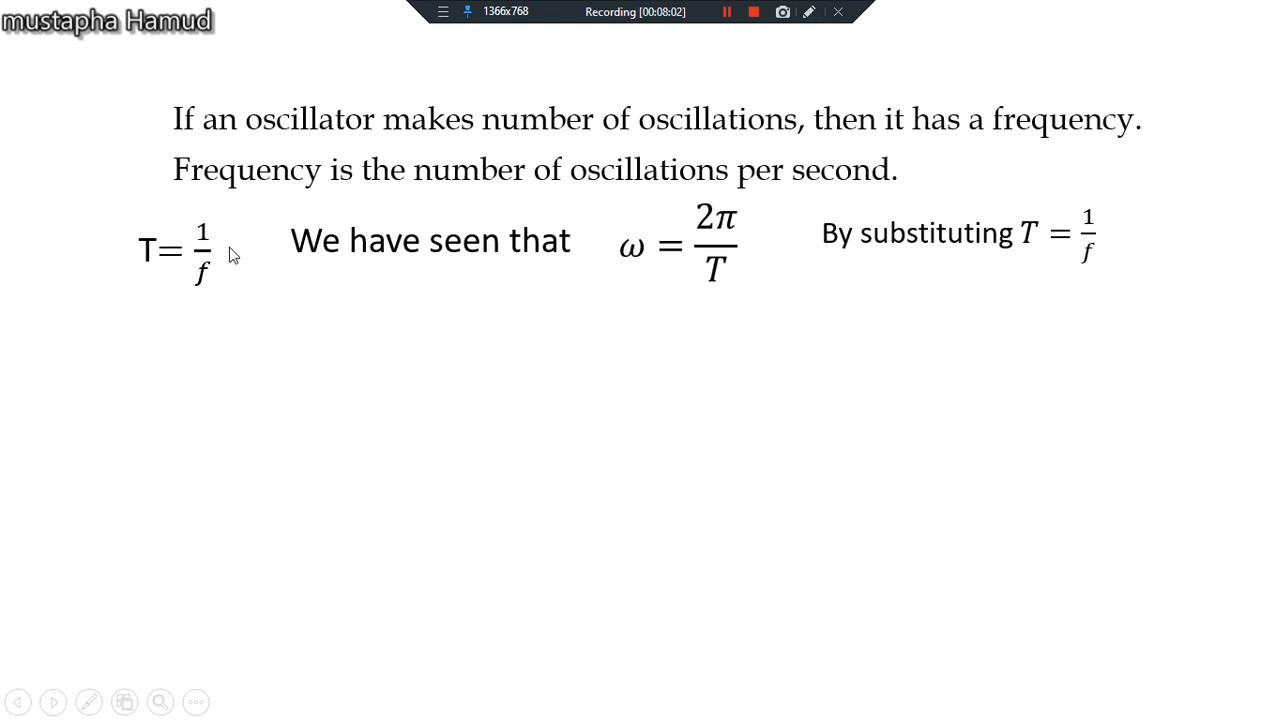 mustapha Hamud
1366x768 Recording [00:08:02]
If an oscillator makes number of oscillations, then it has a frequency.
Frequency is the number of oscillations per second.
T= 1/f We have seen that ω = 2π/T By substituting T = 1/f